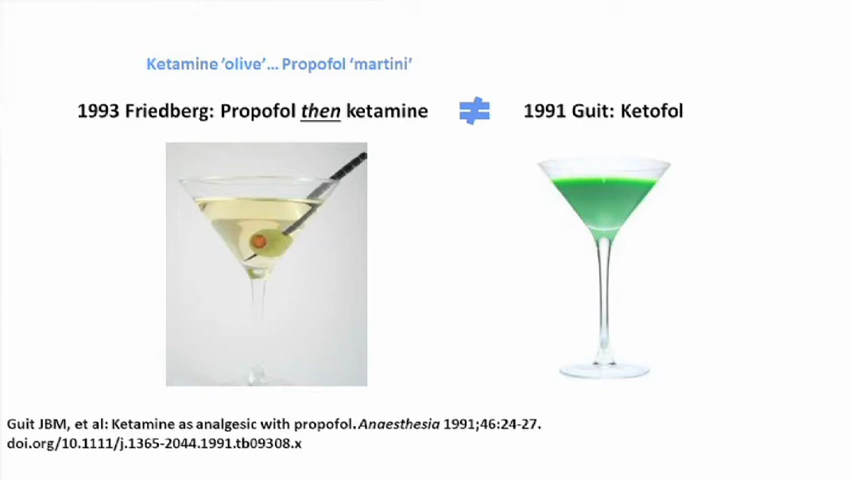 Ketamine 'olive'... Propofol 'martini'
1993 Friedberg: Propofol then ketamine ≠ 1991 Guit: Ketofol
Guit JBM, et al: Ketamine as analgesic with propofol. Anaesthesia 1991;46:24-27.
doi.org/10.1111/j.1365-2044.1991.tb09308.x